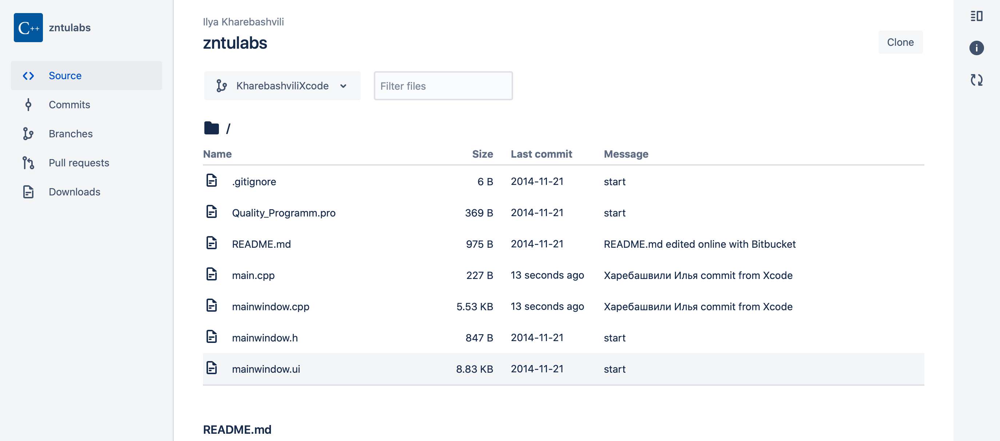 C++ zntulabs
Source
Commits
Branches
Pull requests
Downloads
Ilya Kharebashvili
zntulabs
Clone
KharebashviliXcode
Filter files
/
Name Size Last commit Message
.gitignore 6 B 2014-11-21 start
Quality_Programm.pro 369 B 2014-11-21 start
README.md 975 B 2014-11-21 README.md edited online with Bitbucket
main.cpp 227 B 13 seconds ago Харебашвили Илья commit from Xcode
mainwindow.cpp 5.53 KB 13 seconds ago Харебашвили Илья commit from Xcode
mainwindow.h 847 B 2014-11-21 start
mainwindow.ui 8.83 KB 2014-11-21 start
README.md